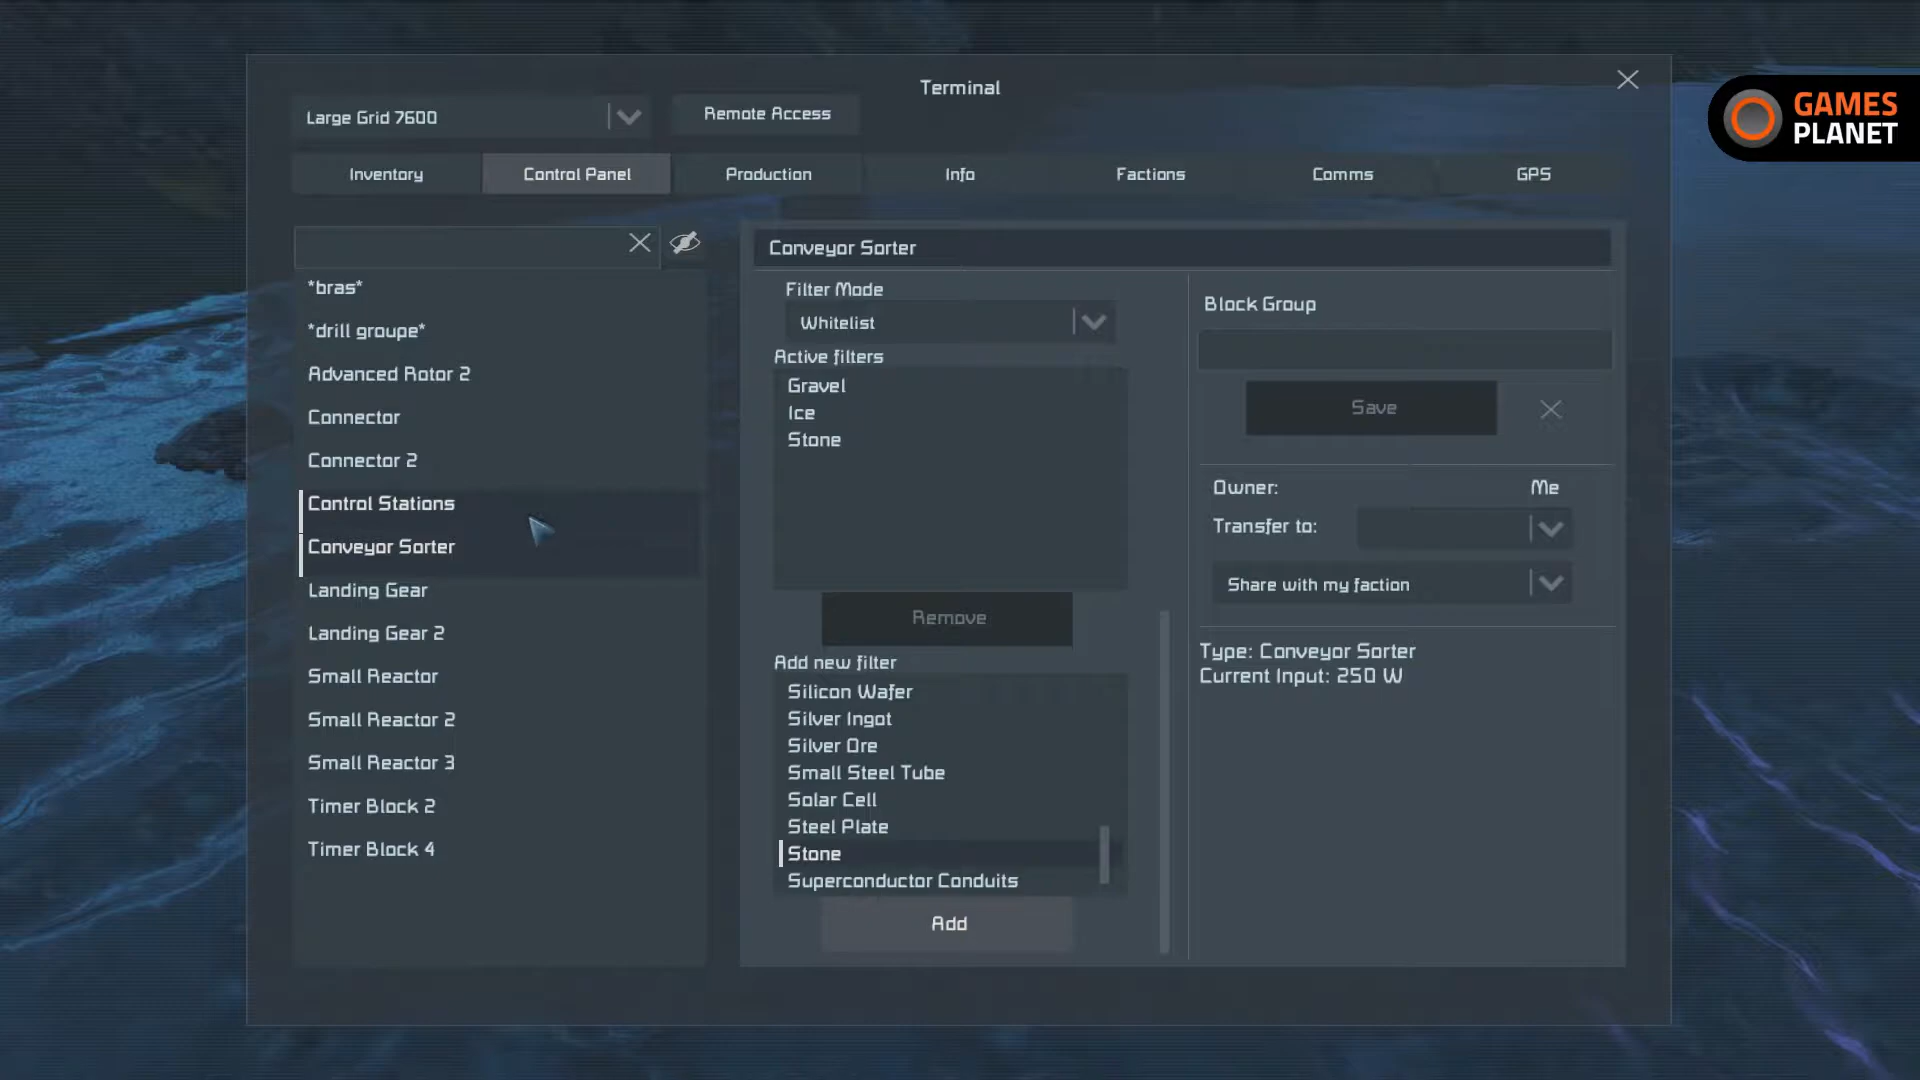 Terminal
Large Grid 7600
Remote Access
GAMES
PLANET
Inventory
Control Panel
Production
Info
Factions
Comms
GPS
*bras*
*drill groupe*
Advanced Rotor 2
Connector
Connector 2
Control Stations
Conveyor Sorter
Landing Gear
Landing Gear 2
Small Reactor
Small Reactor 2
Small Reactor 3
Timer Block 2
Timer Block 4
Conveyor Sorter
Filter Mode
Whitelist
Active filters
Gravel
Ice
Stone
Remove
Add new filter
Silicon Wafer
Silver Ingot
Silver Ore
Small Steel Tube
Solar Cell
Steel Plate
Stone
Superconductor Conduits
Add
Block Group
Save
Owner: Me
Transfer to:
Share with my faction
Type: Conveyor Sorter
Current Input: 250 W